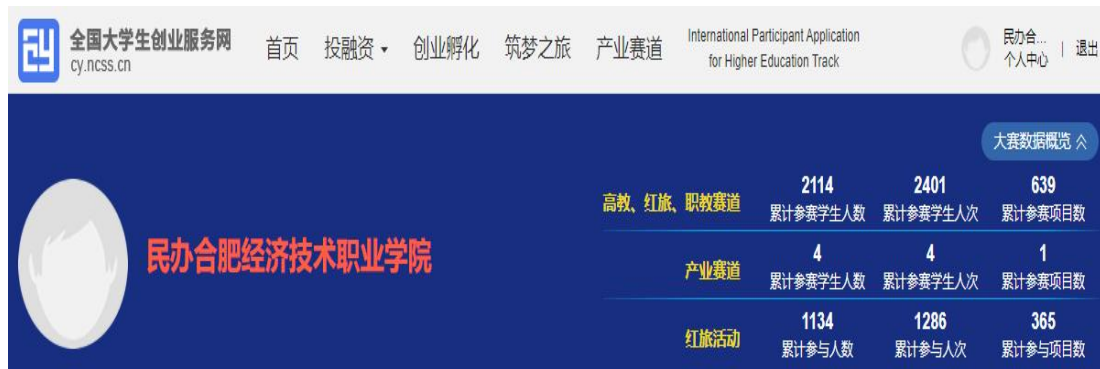 全国大学生创业服务网
cy.ncss.cn
首页 投融资 创业孵化 筑梦之旅 产业赛道
International Participant Application
for Higher Education Track
民办合...
个人中心
退出
大赛数据概览
民办合肥经济技术职业学院
高教、红旅、职教赛道
2114 2401 639
累计参赛学生人数 累计参赛学生人次 累计参赛项目数
产业赛道
4 4 1
累计参赛学生人数 累计参赛学生人次 累计参赛项目数
红旅活动
1134 1286 365
累计参与人数 累计参与人次 累计参与项目数